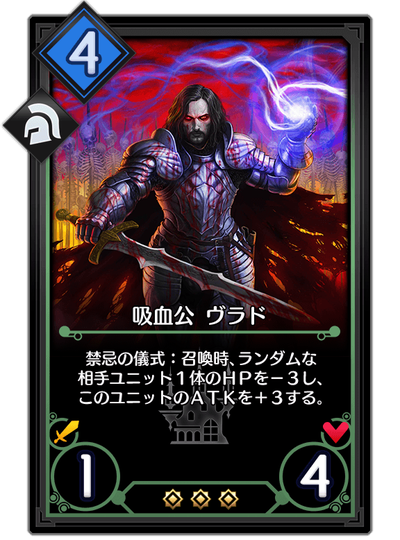 4
吸血公 ヴラド
禁忌の儀式：召喚時、ランダムな
相手ユニット１体のＨＰを－３し、
このユニットのＡＴＫを＋３する。
1
4